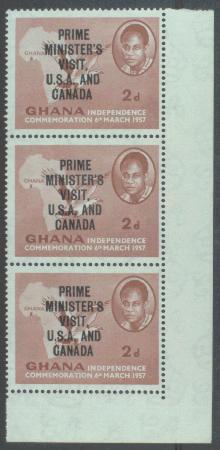 PRIME
MINISTER'S
VISIT,
U.S.A. AND
CANADA
2d
GHANA INDEPENDENCE
COMMEMORATION 6th MARCH 1957
PRIME
MINISTER'S
VISIT,
U.S.A. AND
CANADA
2d
GHANA INDEPENDENCE
COMMEMORATION 6th MARCH 1957
GHANA
PRIME
MINISTER'S
VISIT,
U.S.A. AND
CANADA
2d
GHANA INDEPENDENCE
COMMEMORATION 6th MARCH 1957